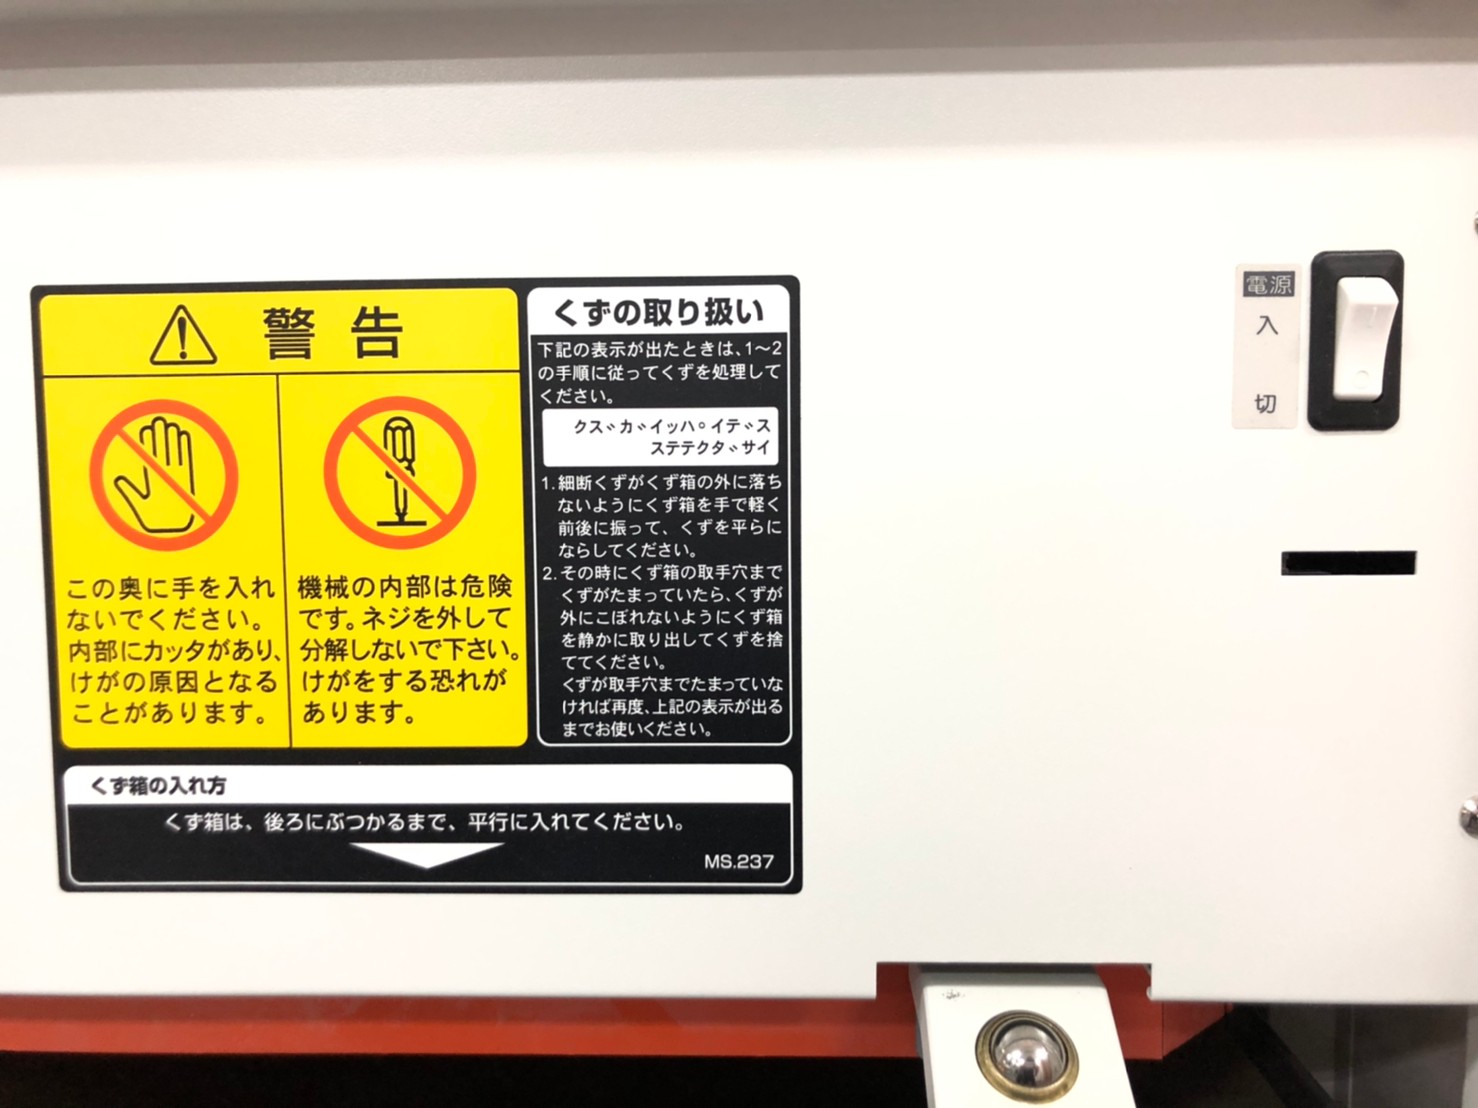 警告
この奥に手を入れ
ないでください。
内部にカッタがあり、
けがの原因となる
ことがあります。
機械の内部は危険
です。ネジを外して
分解しないで下さい。
けがをする恐れが
あります。
くずの取り扱い
下記の表示が出たときは、1〜2
の手順に従ってくずを処理して
ください。
クス゛カ゛イッハ゜イテ゛ス
ステテクタ゛サイ
1.細断くずがくず箱の外に落ち
ないようにくず箱を手で軽く
前後に振って、くずを平らに
ならしてください。
2.その時にくず箱の取手穴まで
くずがたまっていたら、くずが
外にこぼれないようにくず箱
を静かに取り出してくずを捨
ててください。
くずが取手穴までたまっていな
ければ再度、上記の表示が出る
までお使いください。
くず箱の入れ方
くず箱は、後ろにぶつかるまで、平行に入れてください。
MS.237
電源
入
切